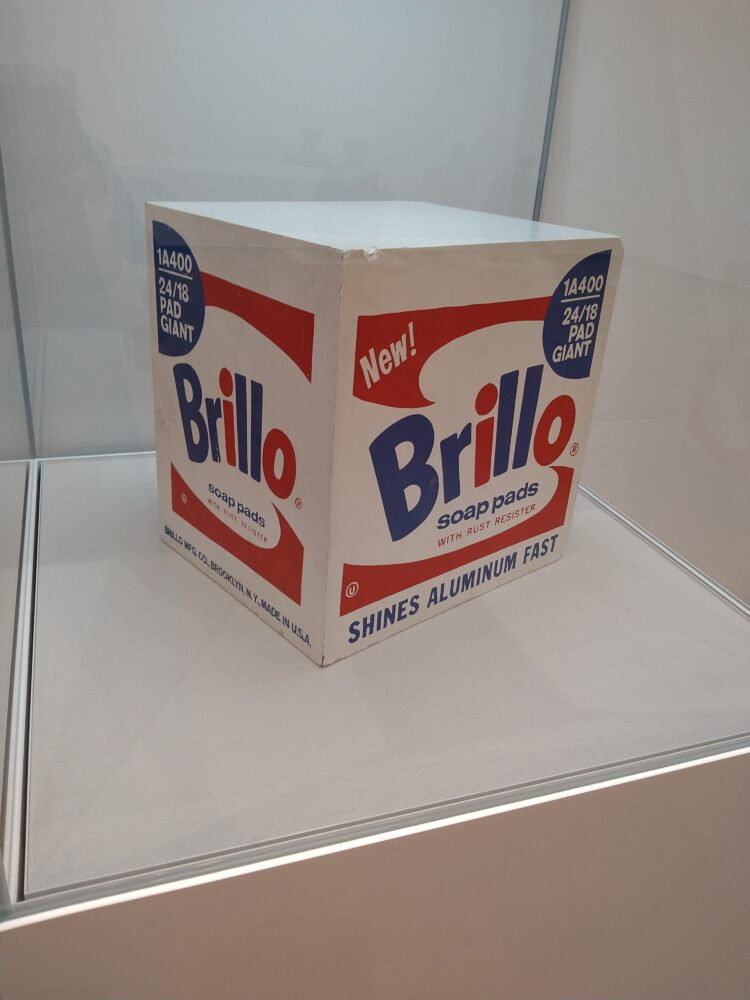 1A400
24/18
PAD
GIANT
Brillo®
soap pads
WITH RUST RESISTER
U
BRILLO MFG. CO., BROOKLYN, N.Y., MADE IN U.S.A.
1A400
24/18
PAD
GIANT
New!
Brillo®
soap pads
WITH RUST RESISTER
U
SHINES ALUMINUM FAST